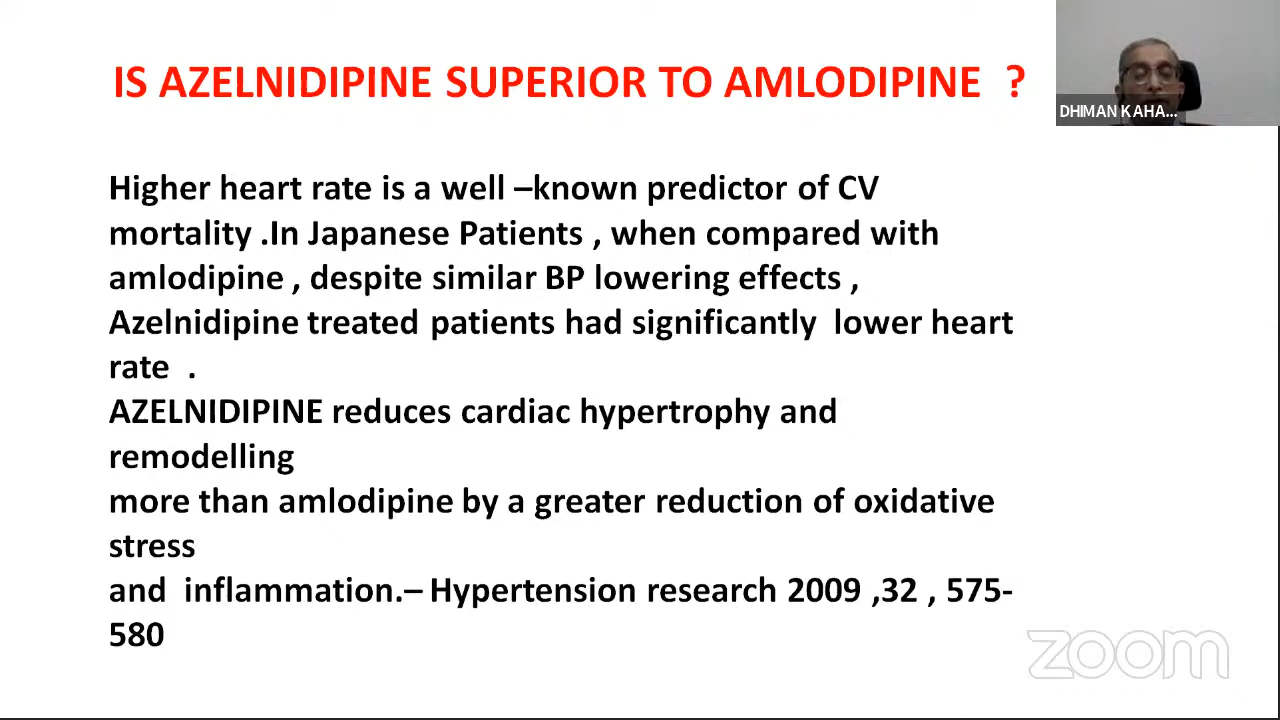 IS AZELNIDIPINE SUPERIOR TO AMLODIPINE ?
DHIMAN KAHA...
Higher heart rate is a well –known predictor of CV
mortality .In Japanese Patients , when compared with
amlodipine , despite similar BP lowering effects ,
Azelnidipine treated patients had significantly lower heart
rate .
AZELNIDIPINE reduces cardiac hypertrophy and
remodelling
more than amlodipine by a greater reduction of oxidative
stress
and inflammation.– Hypertension research 2009 ,32 , 575-
580
zoom